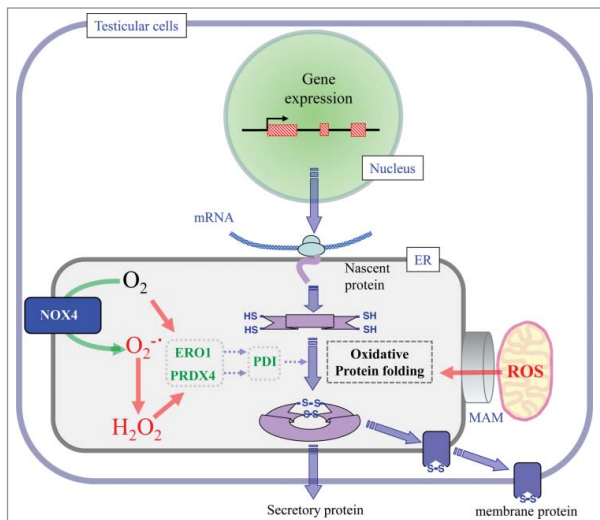 Testicular cells
Gene
expression
Nucleus
mRNA
ER
Nascent
protein
O₂
NOX4
HS
SH
HS
SH
O₂⁻·
ERO1
PRDX4
PDI
Oxidative
Protein folding
ROS
S-S
S-S
H₂O₂
MAM
S-S
S-S
Secretory protein
membrane protein